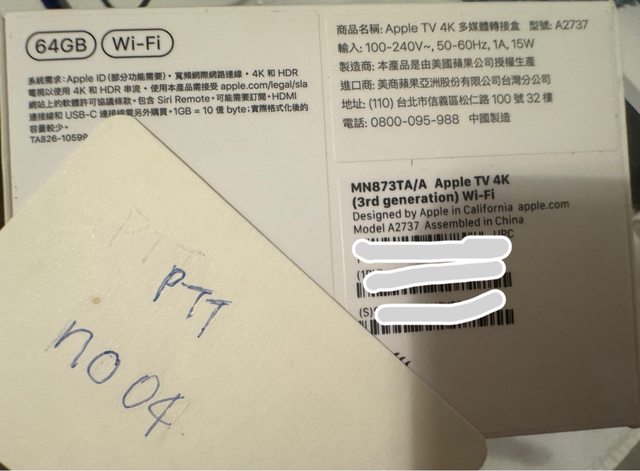 64GB Wi-Fi
系統需求:Apple ID (部分功能需要)·寬頻網際網路連線·4K 和 HDR
電視以使用 4K 和 HDR 串流·使用本產品需接受 apple.com/legal/sla
網站上的軟體許可協議條款·包含 Siri Remote·可能需要訂閱·HDMI
連接線和 USB-C 連接線需另外購買·1GB = 10 億 byte;實際格式化後的
容量較少。
TA826-10599
商品名稱: Apple TV 4K 多媒體轉接盒 型號: A2737
輸入: 100-240V~, 50-60Hz, 1A, 15W
製造商: 本產品是由美國蘋果公司授權生產
進口商: 美商蘋果亞洲股份有限公司台灣分公司
地址: (110) 台北市信義區松仁路 100 號 32 樓
電話: 0800-095-988 中國製造
MN873TA/A Apple TV 4K
(3rd generation) Wi-Fi
Designed by Apple in California apple.com
Model A2737 Assembled in China
UPC
(S)
PTT
no04